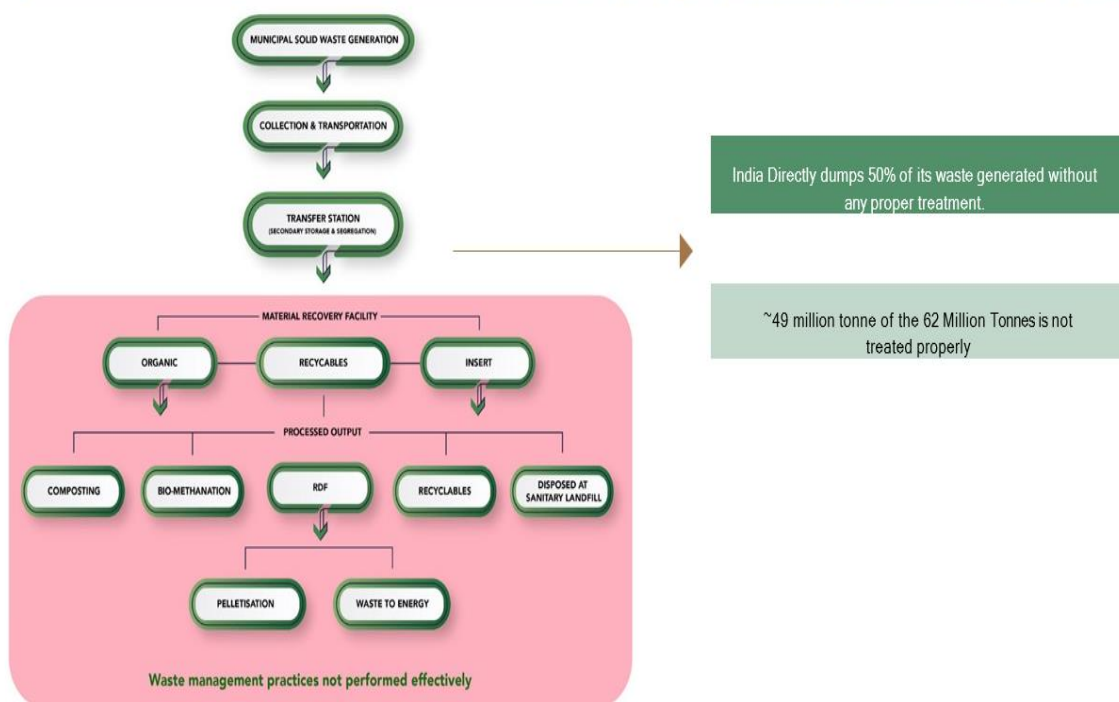 MUNICIPAL SOLID WASTE GENERATION
COLLECTION & TRANSPORTATION
TRANSFER STATION
(SECONDARY STORAGE & SEGREGATION)
India Directly dumps 50% of its waste generated without
any proper treatment.
~49 million tonne of the 62 Million Tonnes is not
treated properly
MATERIAL RECOVERY FACILITY
ORGANIC
RECYCABLES
INSERT
PROCESSED OUTPUT
COMPOSTING
BIO-METHANATION
RDF
RECYCLABLES
DISPOSED AT
SANITARY LANDFILL
PELLETISATION
WASTE TO ENERGY
Waste management practices not performed effectively